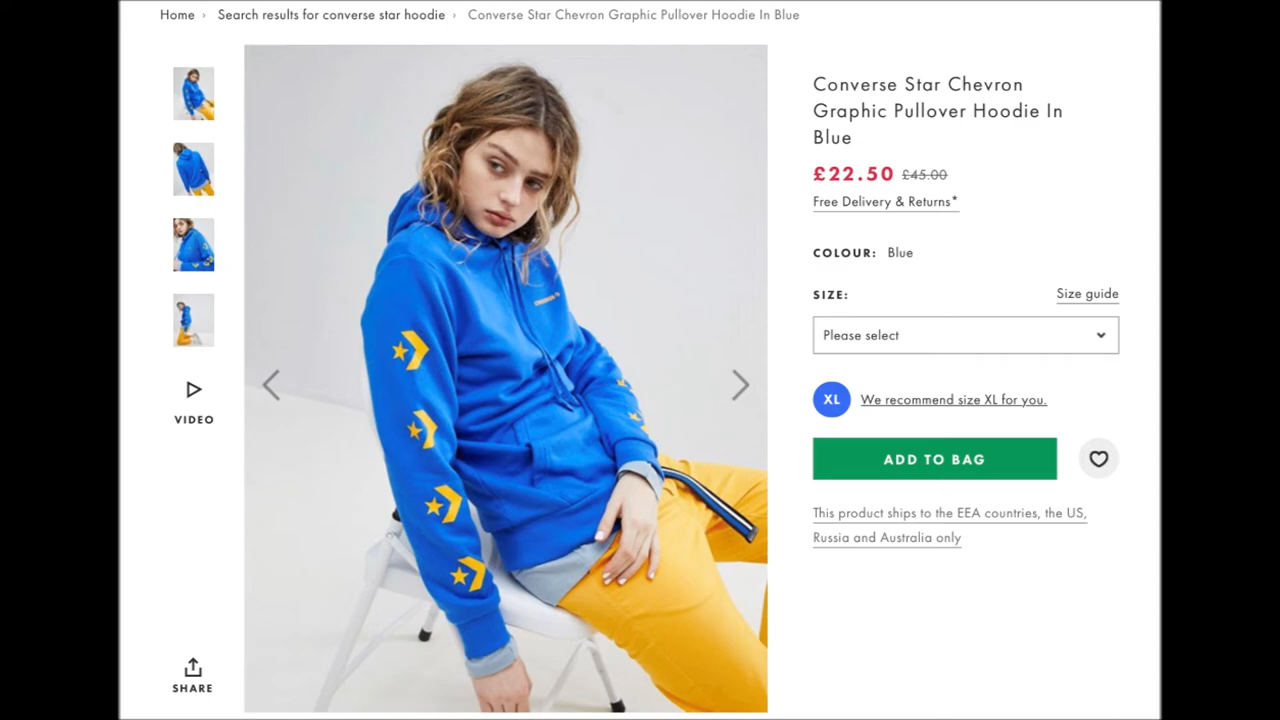 Home › Search results for converse star hoodie › Converse Star Chevron Graphic Pullover Hoodie In Blue
Converse Star Chevron
Graphic Pullover Hoodie In
Blue
£22.50 £45.00
Free Delivery & Returns*
COLOUR: Blue
SIZE: Size guide
Please select
XL We recommend size XL for you.
VIDEO
ADD TO BAG
This product ships to the EEA countries, the US,
Russia and Australia only
SHARE